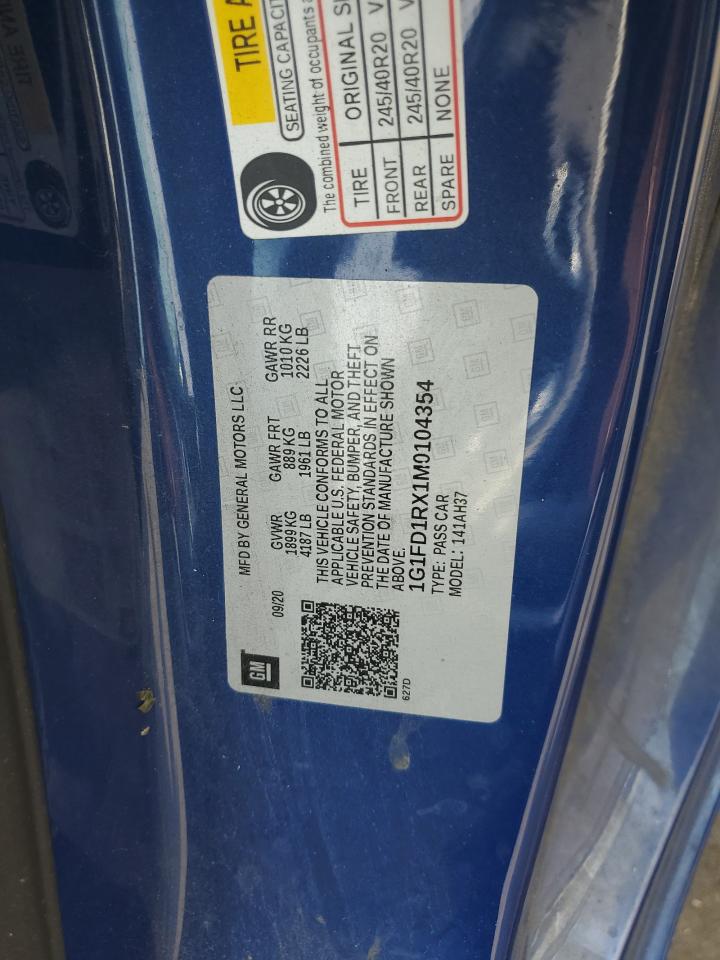 MFD BY GENERAL MOTORS LLC
GM
09/20
GVWR GAWR FRT GAWR RR
1899 KG 889 KG 1010 KG
4187 LB 1961 LB 2226 LB
THIS VEHICLE CONFORMS TO ALL
APPLICABLE U.S. FEDERAL MOTOR
VEHICLE SAFETY, BUMPER, AND THEFT
PREVENTION STANDARDS IN EFFECT ON
THE DATE OF MANUFACTURE SHOWN
ABOVE.
1G1FD1RX1M0104354
TYPE: PASS CAR
MODEL: 141AH37
627D
TIRE A
SEATING CAPACIT
The combined weight of occupants a
TIRE ORIGINAL SI
FRONT 245/40R20 V
REAR 245/40R20 V
SPARE NONE